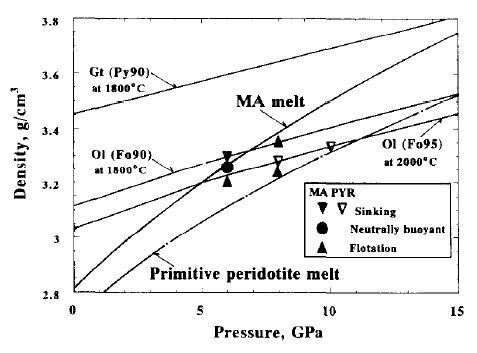 3.8
3.6
3.4
3.2
3
2.8
Density, g/cm³
Gt (Py90)
at 1800°C
MA melt
Ol (Fo90)
at 1800°C
Ol (Fo95)
at 2000°C
Primitive peridotite melt
MA PYR
Sinking
Neutrally buoyant
Flotation
0
5
10
15
Pressure, GPa